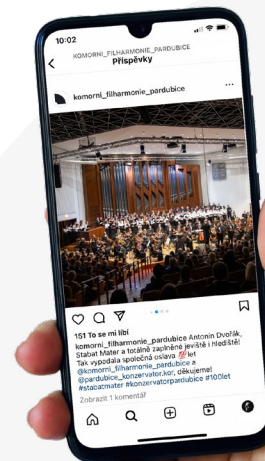 10:02
KOMORNI_FILHARMONIE_PARDUBICE
Příspěvky
komorni_filharmonie_pardubice
151 To se mi líbí
komorni_filharmonie_pardubice Antonín Dvořák,
Stabat Mater a totálně zaplněné jeviště i hlediště!
Tak vypadala společná oslava 💯let
@komorni_filharmonie_pardubice a
@pardubice_konzervator.kor, děkujeme!
#stabatmater #konzervatorpardubice #100let
Zobrazit 1 komentář